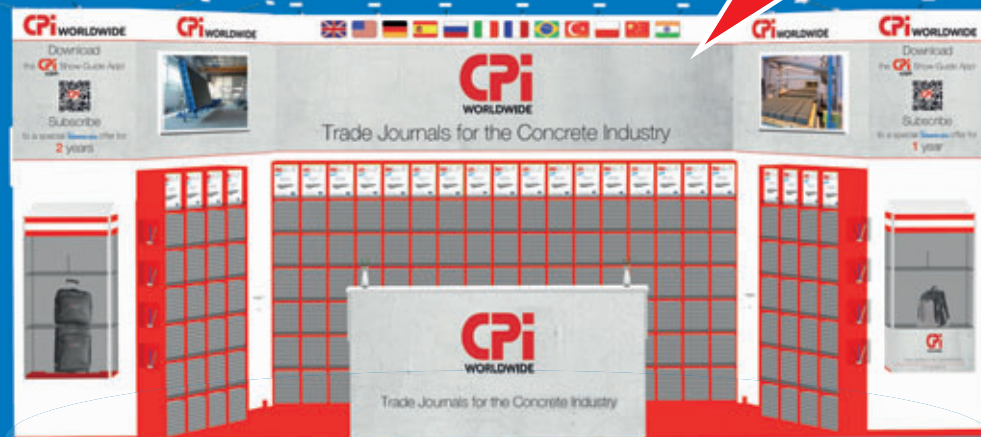 CPi WORLDWIDE
Download
the CPi Show Guide App!
Subscribe
to a special offer for
2 years
CPi WORLDWIDE
CPi
WORLDWIDE
Trade Journals for the Concrete Industry
CPi WORLDWIDE
CPi WORLDWIDE
Download
the CPi Show Guide App!
Subscribe
to a special offer for
1 year
CPi
WORLDWIDE
Trade Journals for the Concrete Industry
CPi